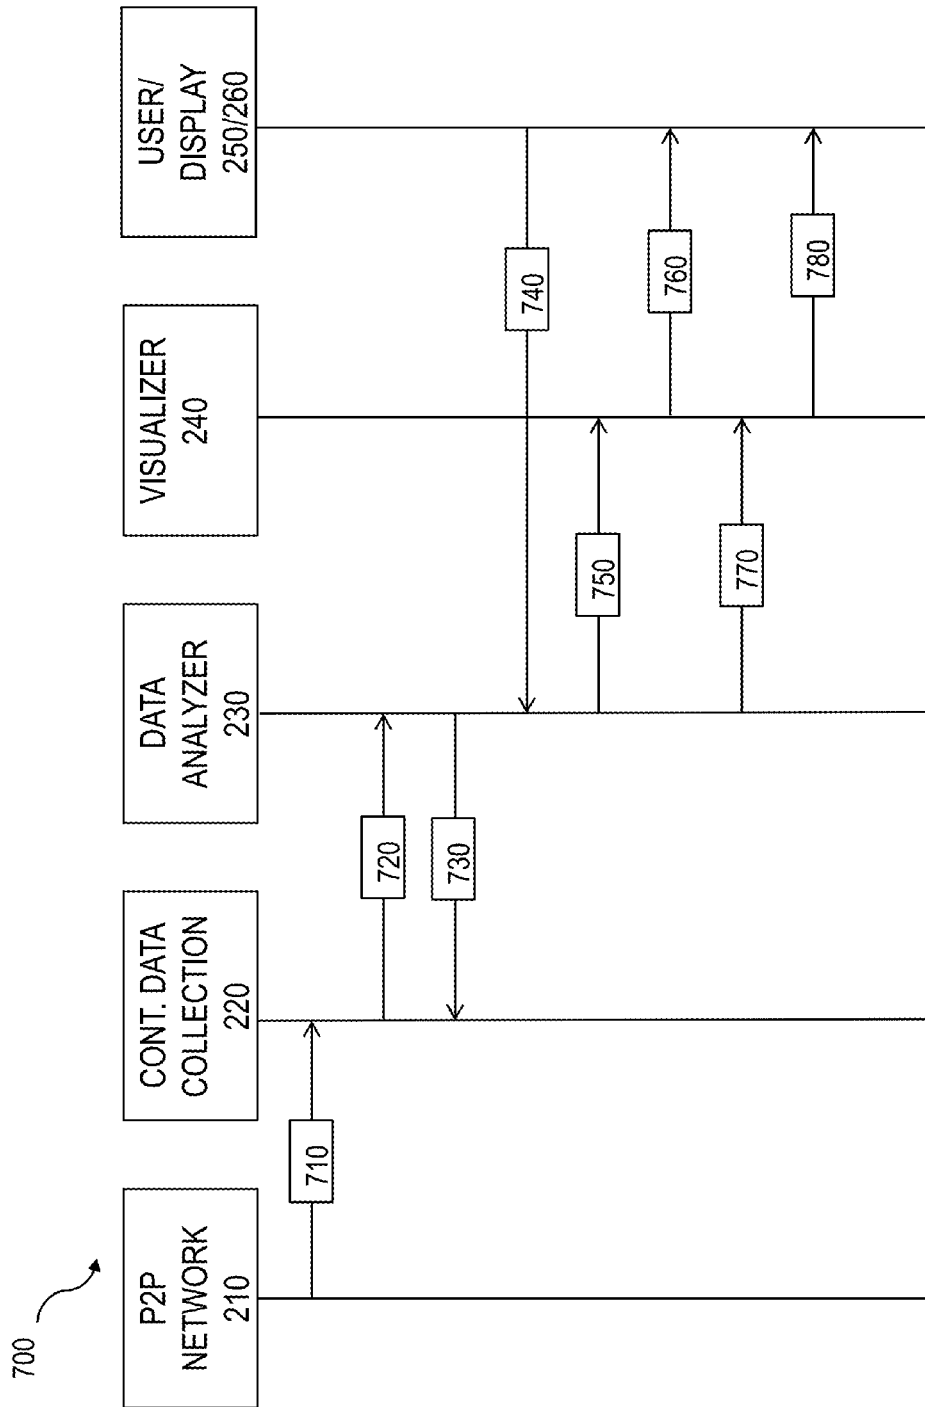 700
P2P
NETWORK
210
CONT. DATA
COLLECTION
220
DATA
ANALYZER
230
VISUALIZER
240
USER/
DISPLAY
250/260
710
720
730
740
750
760
770
780